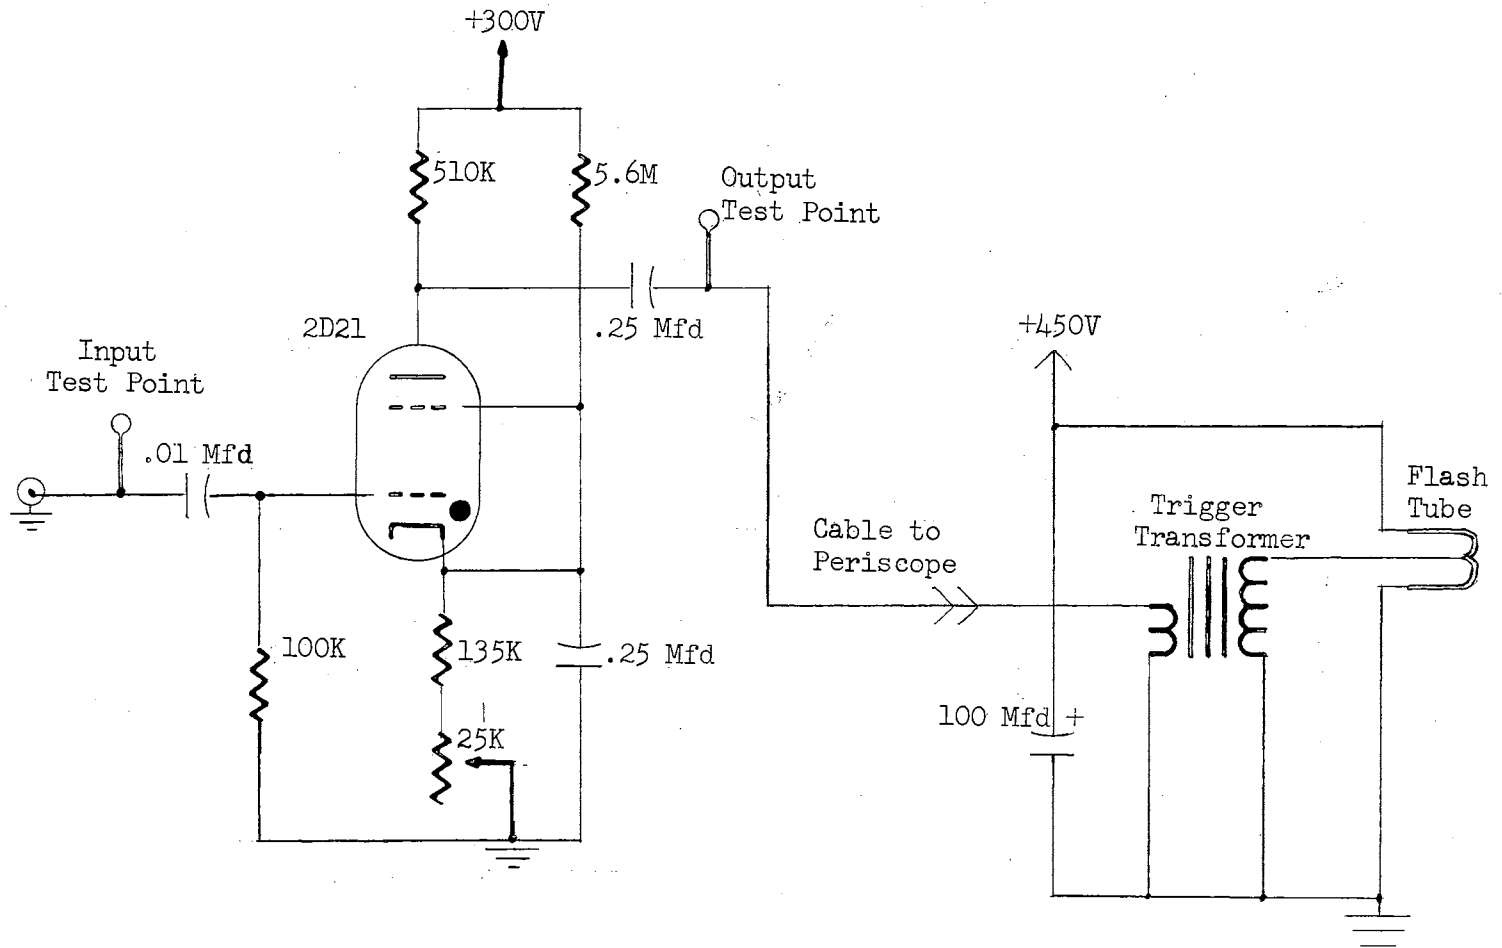 +300V
510K
5.6M
Output
Test Point
2D21
.25 Mfd
Input
Test Point
.01 Mfd
+450V
Flash
Tube
Trigger
Transformer
Cable to
Periscope
100K
135K
.25 Mfd
25K
100 Mfd +